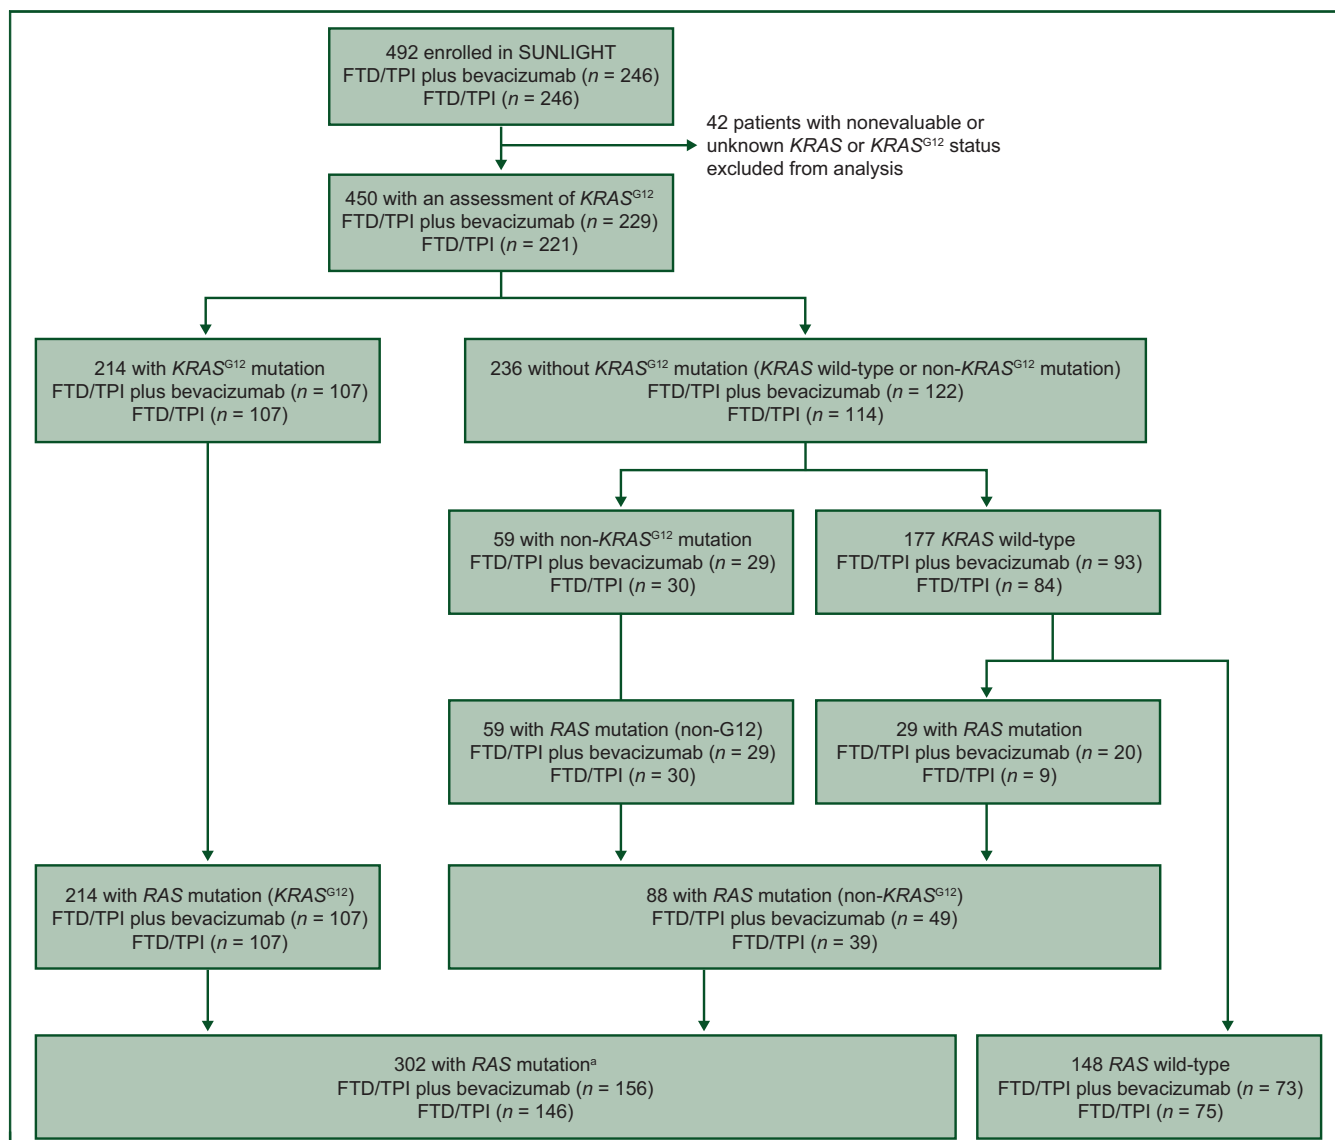 492 enrolled in SUNLIGHT
FTD/TPI plus bevacizumab (n = 246)
FTD/TPI (n = 246)
42 patients with nonevaluable or
unknown KRAS or KRASG12 status
excluded from analysis
450 with an assessment of KRASG12
FTD/TPI plus bevacizumab (n = 229)
FTD/TPI (n = 221)
214 with KRASG12 mutation
FTD/TPI plus bevacizumab (n = 107)
FTD/TPI (n = 107)
236 without KRASG12 mutation (KRAS wild-type or non-KRASG12 mutation)
FTD/TPI plus bevacizumab (n = 122)
FTD/TPI (n = 114)
59 with non-KRASG12 mutation
FTD/TPI plus bevacizumab (n = 29)
FTD/TPI (n = 30)
177 KRAS wild-type
FTD/TPI plus bevacizumab (n = 93)
FTD/TPI (n = 84)
59 with RAS mutation (non-G12)
FTD/TPI plus bevacizumab (n = 29)
FTD/TPI (n = 30)
29 with RAS mutation
FTD/TPI plus bevacizumab (n = 20)
FTD/TPI (n = 9)
214 with RAS mutation (KRASG12)
FTD/TPI plus bevacizumab (n = 107)
FTD/TPI (n = 107)
88 with RAS mutation (non-KRASG12)
FTD/TPI plus bevacizumab (n = 49)
FTD/TPI (n = 39)
302 with RAS mutationa
FTD/TPI plus bevacizumab (n = 156)
FTD/TPI (n = 146)
148 RAS wild-type
FTD/TPI plus bevacizumab (n = 73)
FTD/TPI (n = 75)